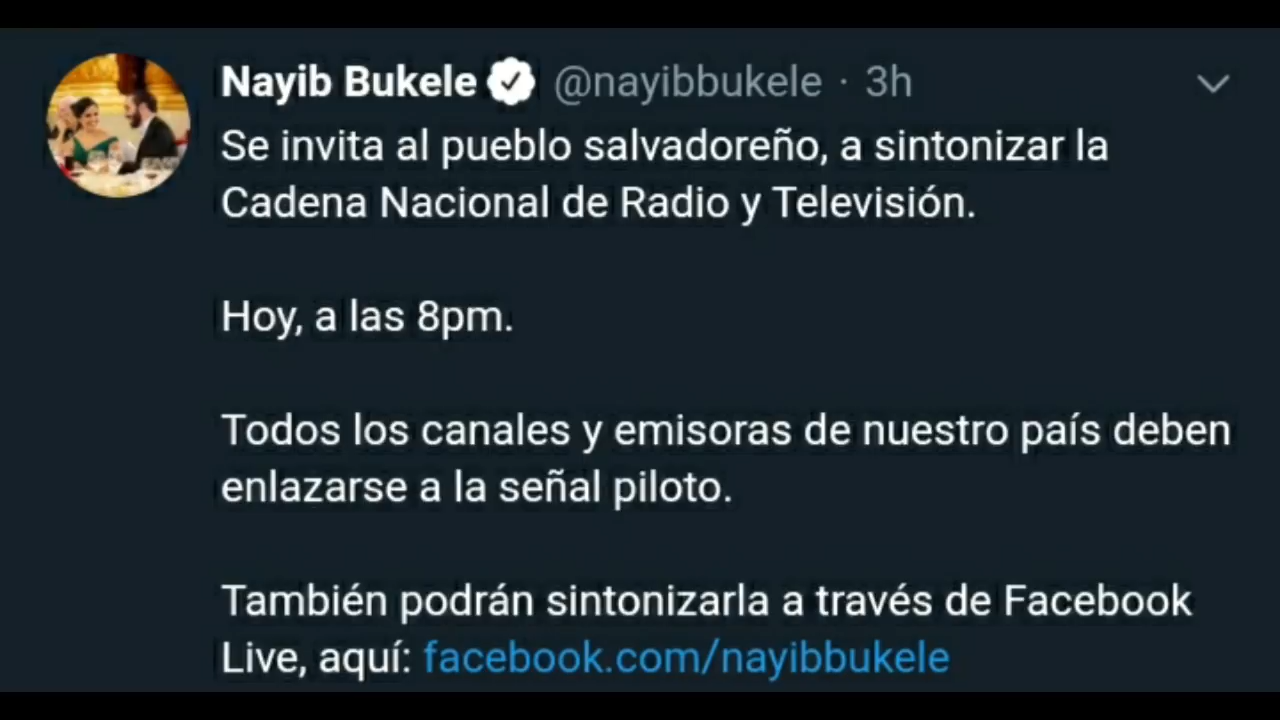 Nayib Bukele @nayibbukele · 3h
Se invita al pueblo salvadoreño, a sintonizar la
Cadena Nacional de Radio y Televisión.
Hoy, a las 8pm.
Todos los canales y emisoras de nuestro país deben
enlazarse a la señal piloto.
También podrán sintonizarla a través de Facebook
Live, aquí: facebook.com/nayibbukele